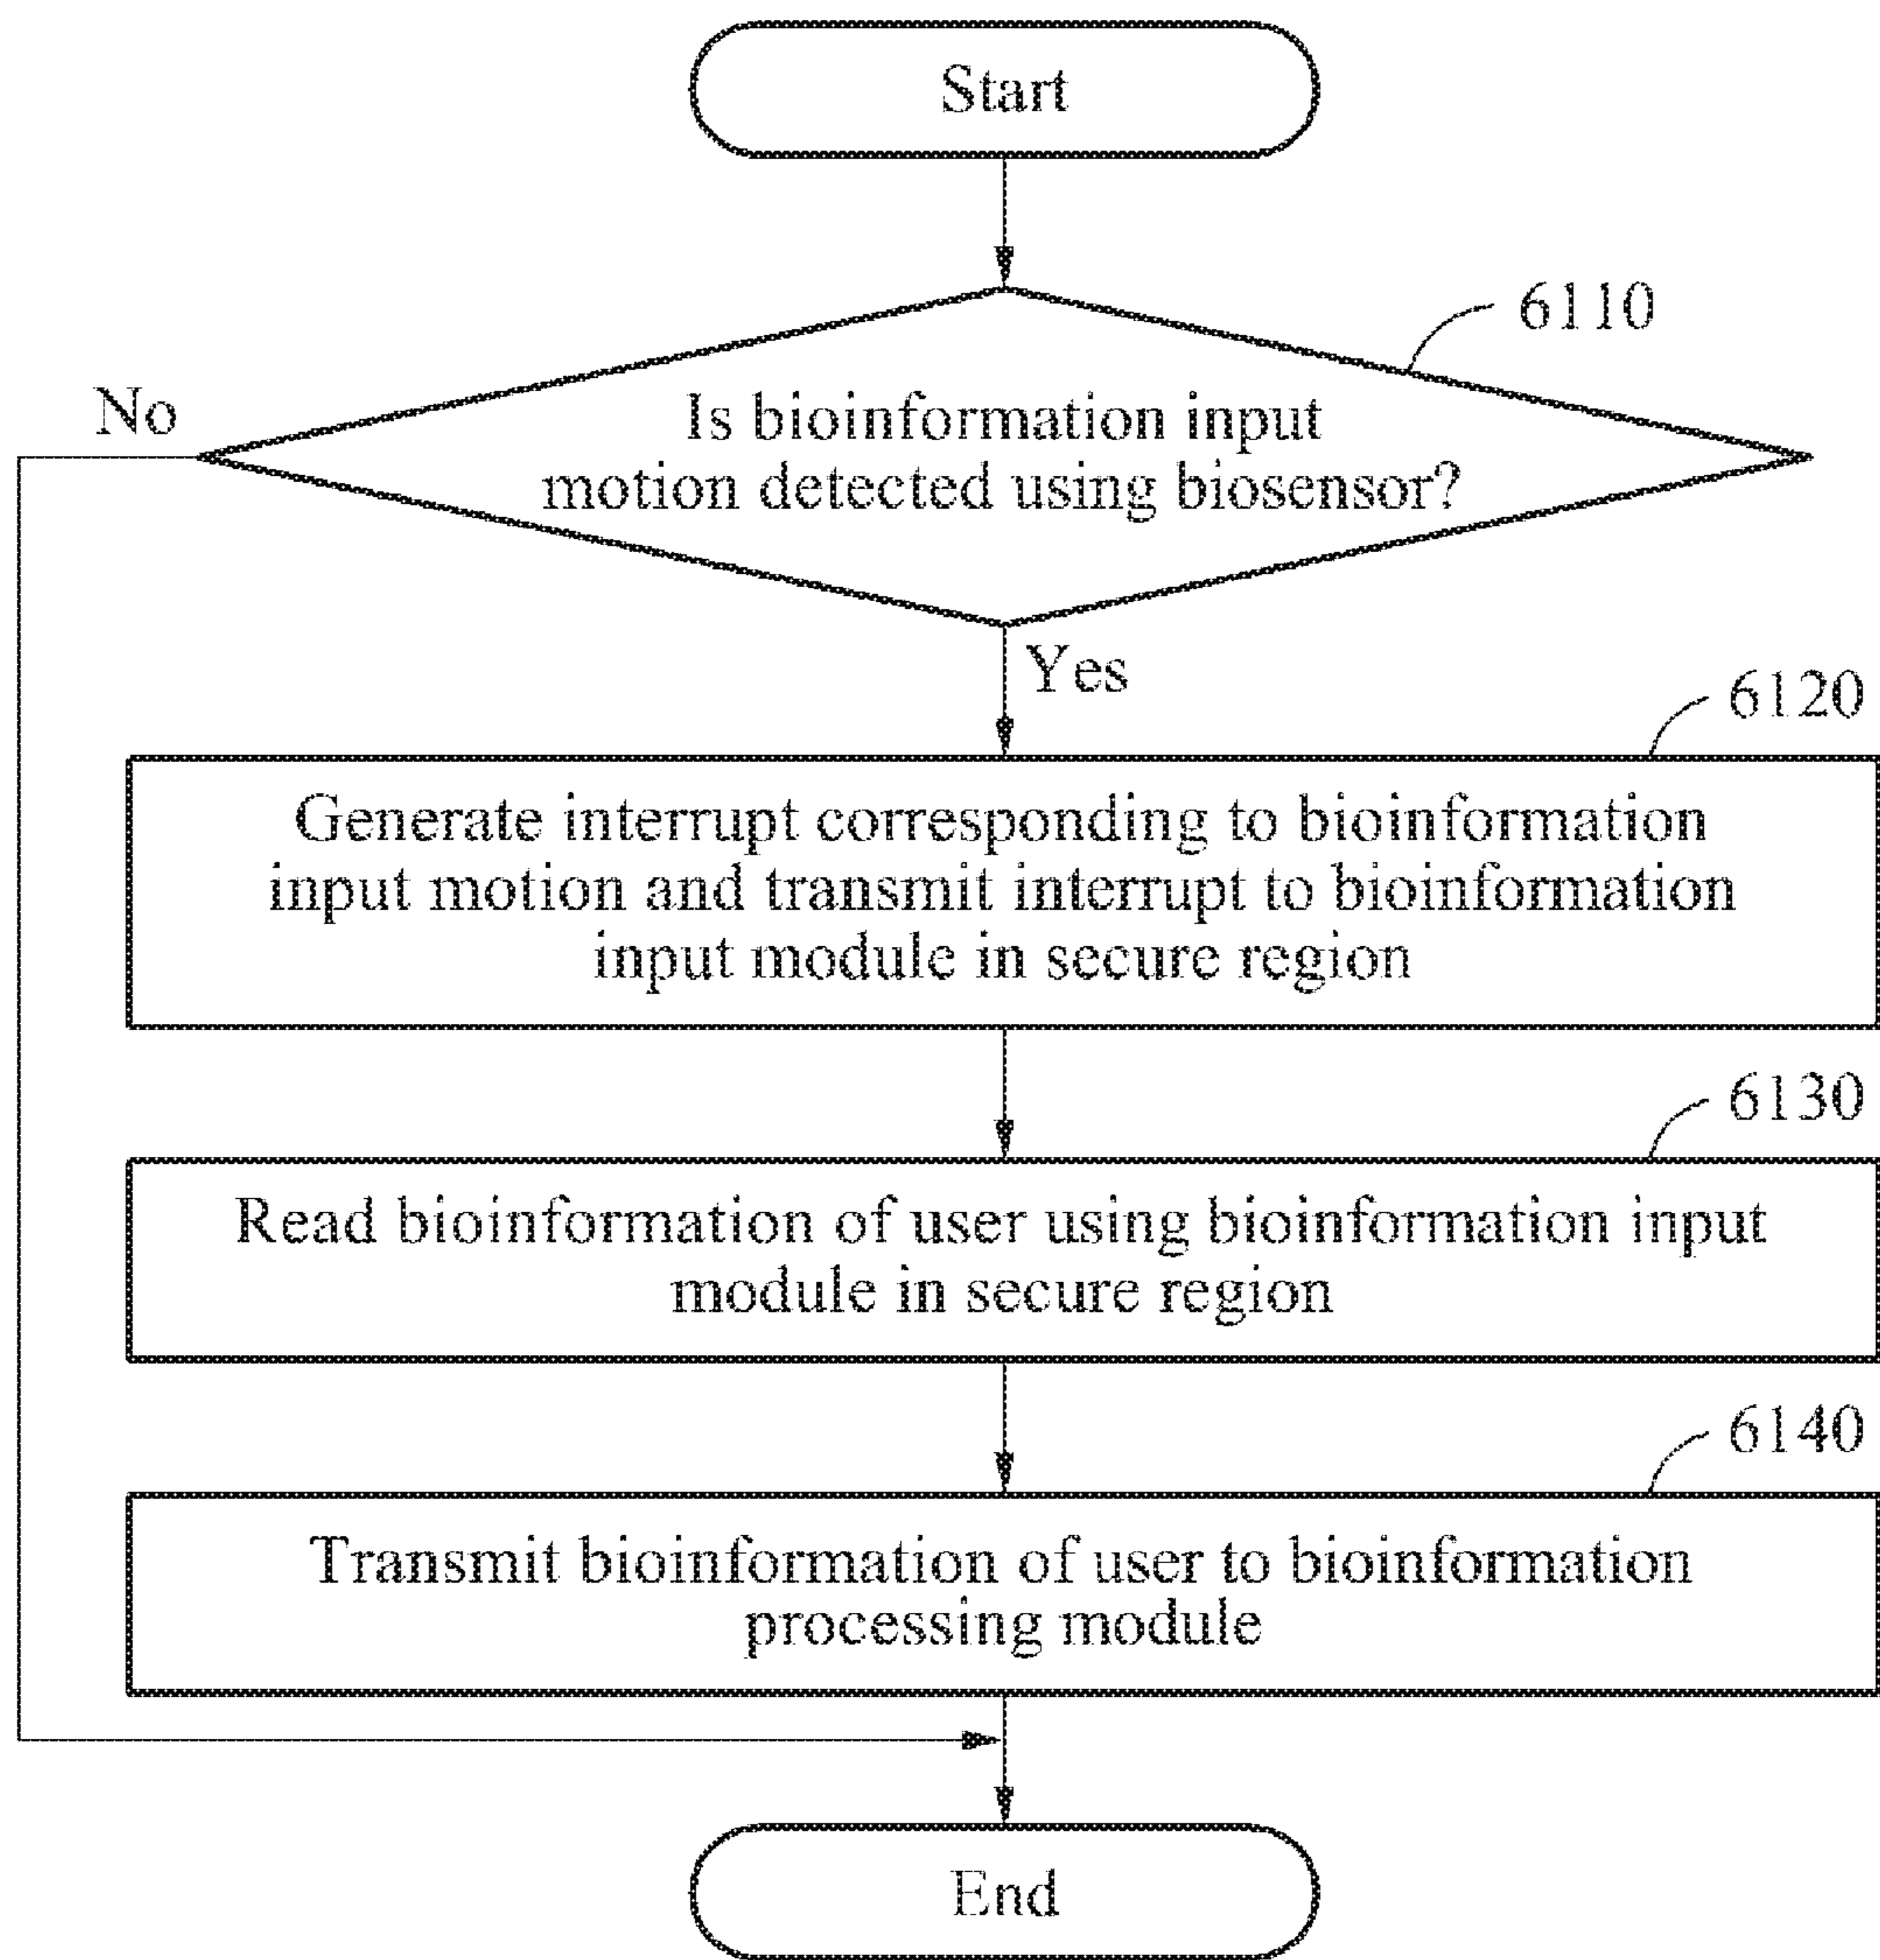 Start
6110
No
Is bioinformation input
motion detected using biosensor?
Yes
6120
Generate interrupt corresponding to bioinformation
input motion and transmit interrupt to bioinformation
input module in secure region
6130
Read bioinformation of user using bioinformation input
module in secure region
6140
Transmit bioinformation of user to bioinformation
processing module
End